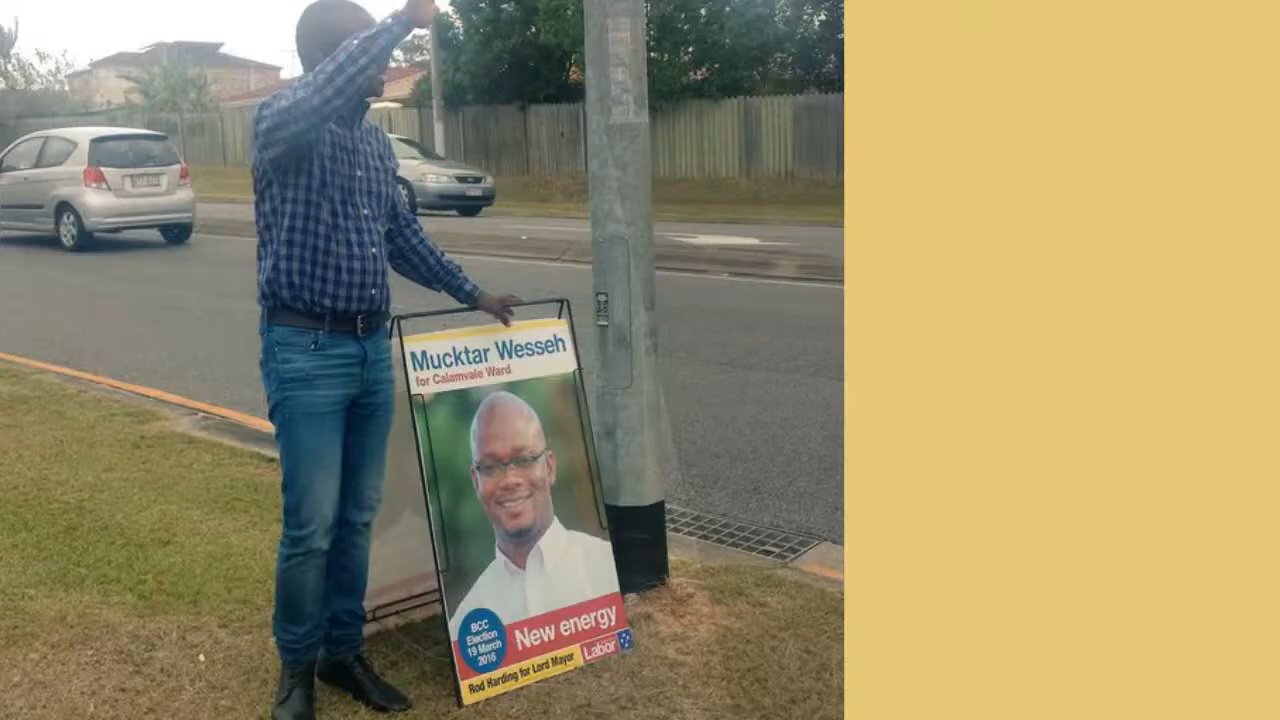 Mucktar Wesseh
for Calamvale Ward
BCC
Election
19 March
2016
New energy
Labor
Rod Harding for Lord Mayor